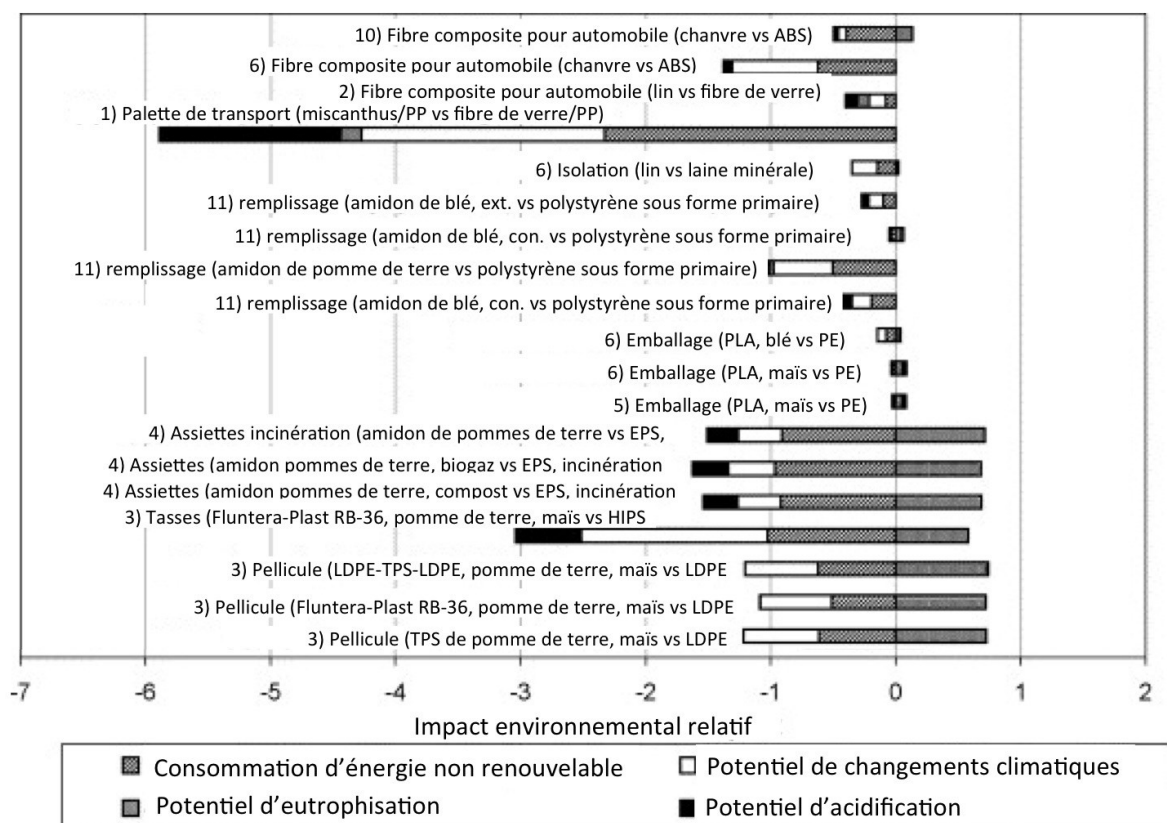 10) Fibre composite pour automobile (chanvre vs ABS)
6) Fibre composite pour automobile (chanvre vs ABS)
2) Fibre composite pour automobile (lin vs fibre de verre)
1) Palette de transport (miscanthus/PP vs fibre de verre/PP)
6) Isolation (lin vs laine minérale)
11) remplissage (amidon de blé, ext. vs polystyrène sous forme primaire)
11) remplissage (amidon de blé, con. vs polystyrène sous forme primaire)
11) remplissage (amidon de pomme de terre vs polystyrène sous forme primaire)
11) remplissage (amidon de blé, con. vs polystyrène sous forme primaire)
6) Emballage (PLA, blé vs PE)
6) Emballage (PLA, maïs vs PE)
5) Emballage (PLA, maïs vs PE)
4) Assiettes incinération (amidon de pommes de terre vs EPS,
4) Assiettes (amidon pommes de terre, biogaz vs EPS, incinération
4) Assiettes (amidon pommes de terre, compost vs EPS, incinération
3) Tasses (Fluntera-Plast RB-36, pomme de terre, maïs vs HIPS
3) Pellicule (LDPE-TPS-LDPE, pomme de terre, maïs vs LDPE
3) Pellicule (Fluntera-Plast RB-36, pomme de terre, maïs vs LDPE
3) Pellicule (TPS de pomme de terre, maïs vs LDPE
-7 -6 -5 -4 -3 -2 -1 0 1 2
Impact environnemental relatif
Consommation d'énergie non renouvelable
Potentiel de changements climatiques
Potentiel d'eutrophisation
Potentiel d'acidification